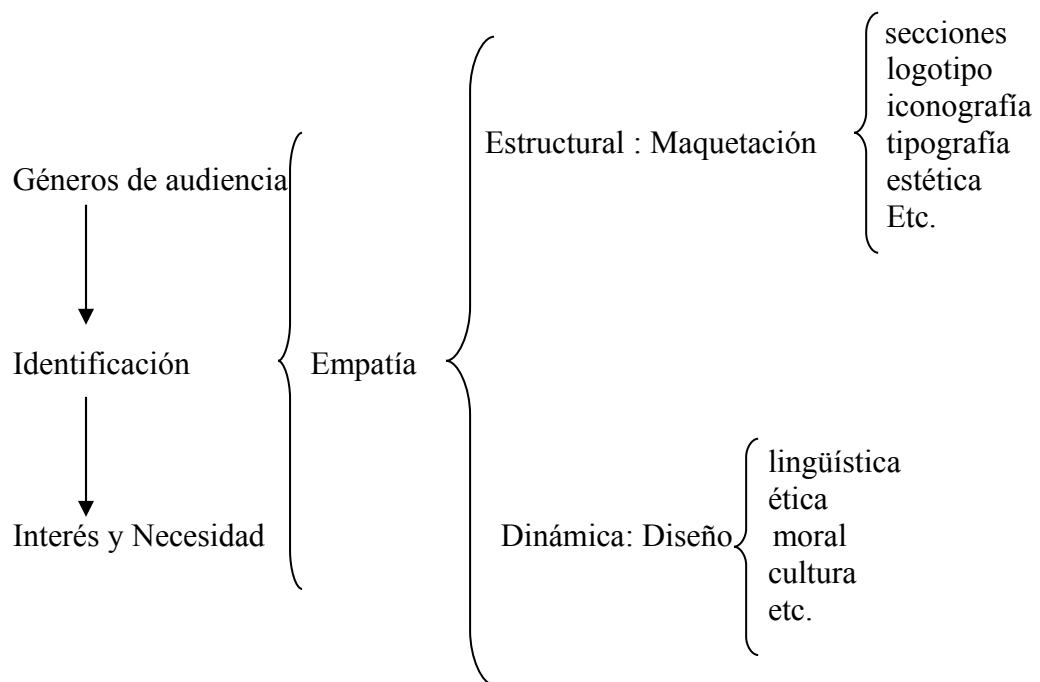 Géneros de audiencia
Identificación
Interés y Necesidad
Empatía
Estructural : Maquetación
secciones
logotipo
iconografía
tipografía
estética
Etc.
Dinámica: Diseño
lingüística
ética
moral
cultura
etc.